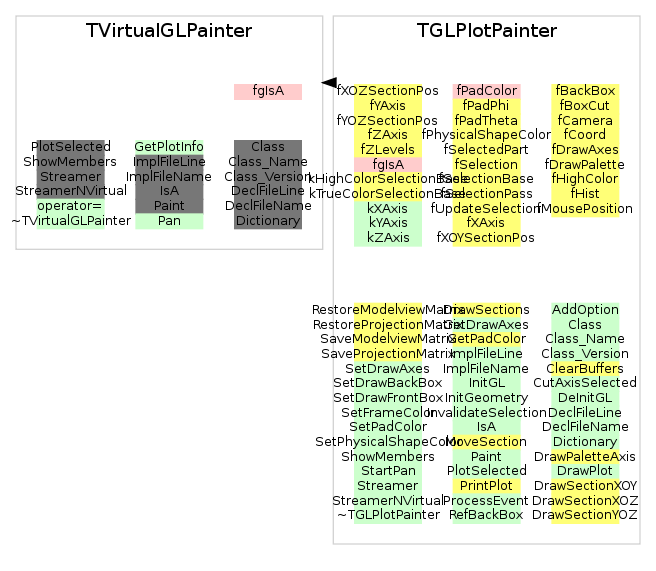 TVirtualGLPainter
fgIsA
PlotSelected GetPlotInfo Class
ShowMembers ImplFileLine Class_Name
Streamer ImplFileName Class_Version
StreamerNVirtual IsA DeclFileLine
operator= Paint DeclFileName
~TVirtualGLPainter Pan Dictionary
TGLPlotPainter
fXOZSectionPos fPadColor fBackBox
fYAxis fPadPhi fBoxCut
fYOZSectionPos fPadTheta fCamera
fZAxis fPhysicalShapeColor fCoord
fZLevels fSelectedPart fDrawAxes
fgIsA fSelection fDrawPalette
kHighColorSelectionBase fSelectionBase fHighColor
kTrueColorSelectionBase fSelectionPass fHist
kXAxis fUpdateSelection fMousePosition
kYAxis fXAxis
kZAxis fXOYSectionPos
RestoreModelviewMatrix DrawSections AddOption
RestoreProjectionMatrix GetDrawAxes Class
SaveModelviewMatrix GetPadColor Class_Name
SaveProjectionMatrix ImplFileLine Class_Version
SetDrawAxes ImplFileName ClearBuffers
SetDrawBackBox InitGL CutAxisSelected
SetDrawFrontBox InitGeometry DeInitGL
SetFrameColor InvalidateSelection DeclFileLine
SetPadColor IsA DeclFileName
SetPhysicalShapeColor MoveSection Dictionary
ShowMembers Paint DrawPaletteAxis
StartPan PlotSelected DrawPlot
Streamer PrintPlot DrawSectionXOY
StreamerNVirtual ProcessEvent DrawSectionXOZ
~TGLPlotPainter RefBackBox DrawSectionYOZ